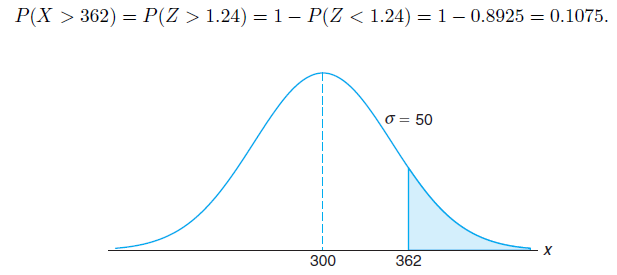 P(X > 362) = P(Z > 1.24) = 1 − P(Z < 1.24) = 1 − 0.8925 = 0.1075.
σ = 50
300 362 x